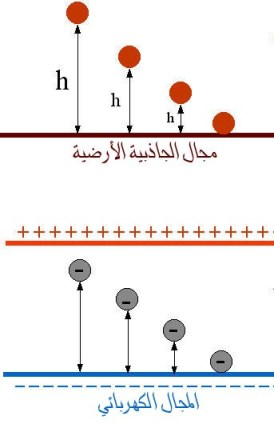 h
h
h
مجال الجاذبية الأرضية
+ + + + + + + + + + + + + + + +
- - - -
المجال الكهربائي